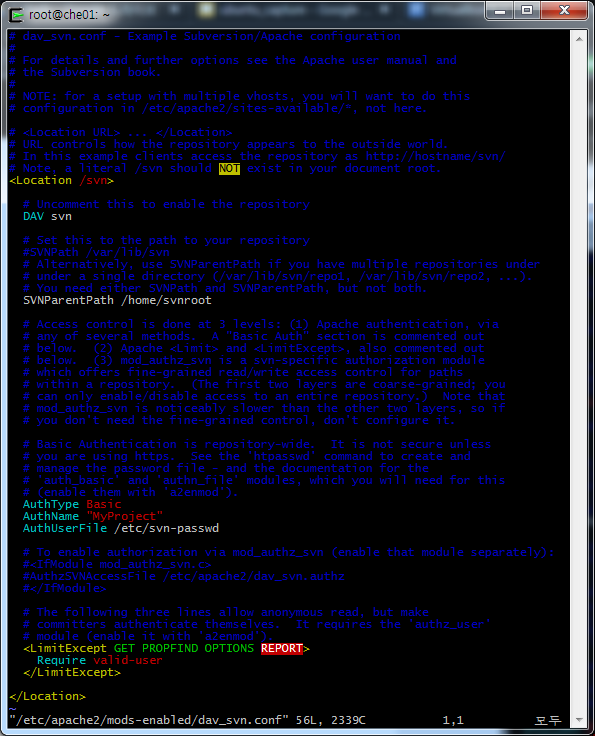 root@che01: ~
# dav_svn.conf - Example Subversion/Apache configuration
#
# For details and further options see the Apache user manual and
# the Subversion book.
#
# NOTE: for a setup with multiple vhosts, you will want to do this
# configuration in /etc/apache2/sites-available/*, not here.
# <Location URL> ... </Location>
# URL controls how the repository appears to the outside world.
# In this example clients access the repository as http://hostname/svn/
# Note, a literal /svn should NOT exist in your document root.
<Location /svn>
# Uncomment this to enable the repository
DAV svn
# Set this to the path to your repository
#SVNPath /var/lib/svn
# Alternatively, use SVNParentPath if you have multiple repositories under
# under a single directory (/var/lib/svn/repo1, /var/lib/svn/repo2, ...).
# You need either SVNPath and SVNParentPath, but not both.
SVNParentPath /home/svnroot
# Access control is done at 3 levels: (1) Apache authentication, via
# any of several methods.  A "Basic Auth" section is commented out
# below.  (2) Apache <Limit> and <LimitExcept>, also commented out
# below.  (3) mod_authz_svn is a svn-specific authorization module
# which offers fine-grained read/write access control for paths
# within a repository.  (The first two layers are coarse-grained; you
# can only enable/disable access to an entire repository.)  Note that
# mod_authz_svn is noticeably slower than the other two layers, so if
# you don't need the fine-grained control, don't configure it.
# Basic Authentication is repository-wide.  It is not secure unless
# you are using https.  See the 'htpasswd' command to create and
# manage the password file - and the documentation for the
# 'auth_basic' and 'authn_file' modules, which you will need for this
# (enable them with 'a2enmod').
AuthType Basic
AuthName "MyProject"
AuthUserFile /etc/svn-passwd
# To enable authorization via mod_authz_svn (enable that module separately):
#<IfModule mod_authz_svn.c>
#AuthzSVNAccessFile /etc/apache2/dav_svn.authz
#</IfModule>
# The following three lines allow anonymous read, but make
# committers authenticate themselves.  It requires the 'authz_user'
# module (enable it with 'a2enmod').
<LimitExcept GET PROPFIND OPTIONS REPORT>
Require valid-user
</LimitExcept>
</Location>
~
"/etc/apache2/mods-enabled/dav_svn.conf" 56L, 2339C 1,1 모두